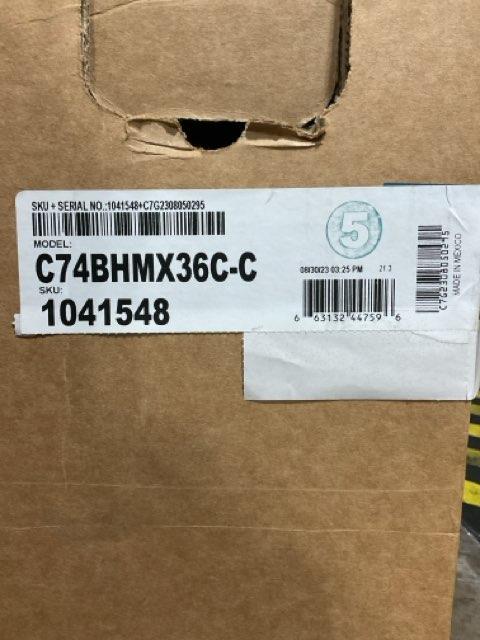 SKU + SERIAL NO.:1041548+C7G2308050295
MODEL:
C74BHMX36C-C
SKU:
1041548
5
08/30/23 03:25 PM
6 63132 44759 6
C7G2308050295
MADE IN MEXICO